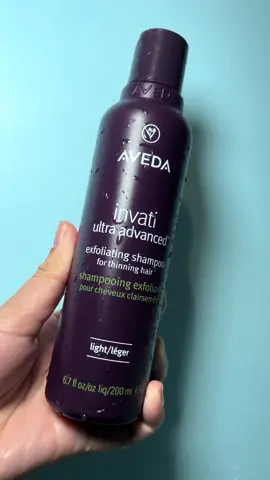 AVEDA
invati
ultra advanced™
exfoliating shampoo
for thinning hair
shampooing exfoliant
pour cheveux clairsemés
light/léger
6.7 fl oz/oz liq/200 ml e